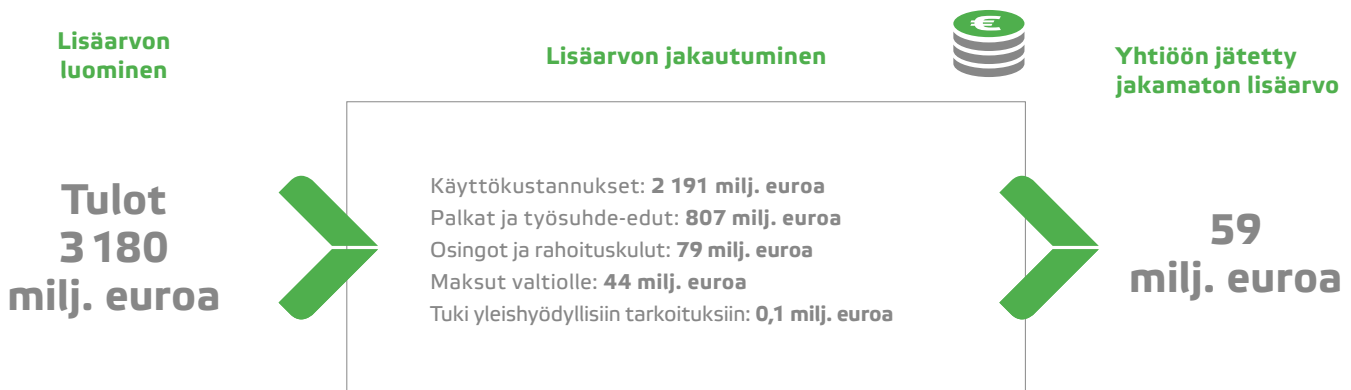 Lisäarvon
luominen
Lisäarvon jakautuminen
€
Yhtiöön jätetty
jakamaton lisäarvo
Tulot
3 180
milj. euroa
Käyttökustannukset: 2 191 milj. euroa
Palkat ja työsuhde-edut: 807 milj. euroa
Osingot ja rahoituskulut: 79 milj. euroa
Maksut valtiolle: 44 milj. euroa
Tuki yleishyödyllisiin tarkoituksiin: 0,1 milj. euroa
59
milj. euroa